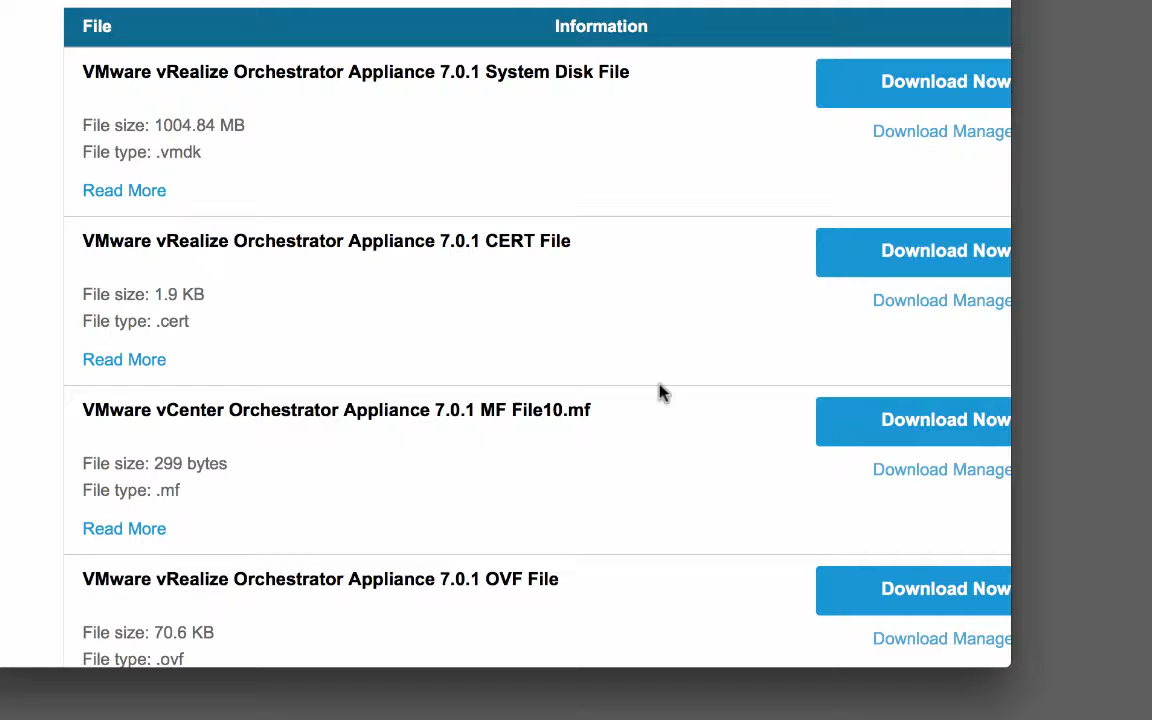 File Information
VMware vRealize Orchestrator Appliance 7.0.1 System Disk File
Download Now
File size: 1004.84 MB
Download Manage
File type: .vmdk
Read More
VMware vRealize Orchestrator Appliance 7.0.1 CERT File
Download Now
File size: 1.9 KB
Download Manage
File type: .cert
Read More
VMware vCenter Orchestrator Appliance 7.0.1 MF File10.mf
Download Now
File size: 299 bytes
Download Manage
File type: .mf
Read More
VMware vRealize Orchestrator Appliance 7.0.1 OVF File
Download Now
File size: 70.6 KB
Download Manage
File type: .ovf